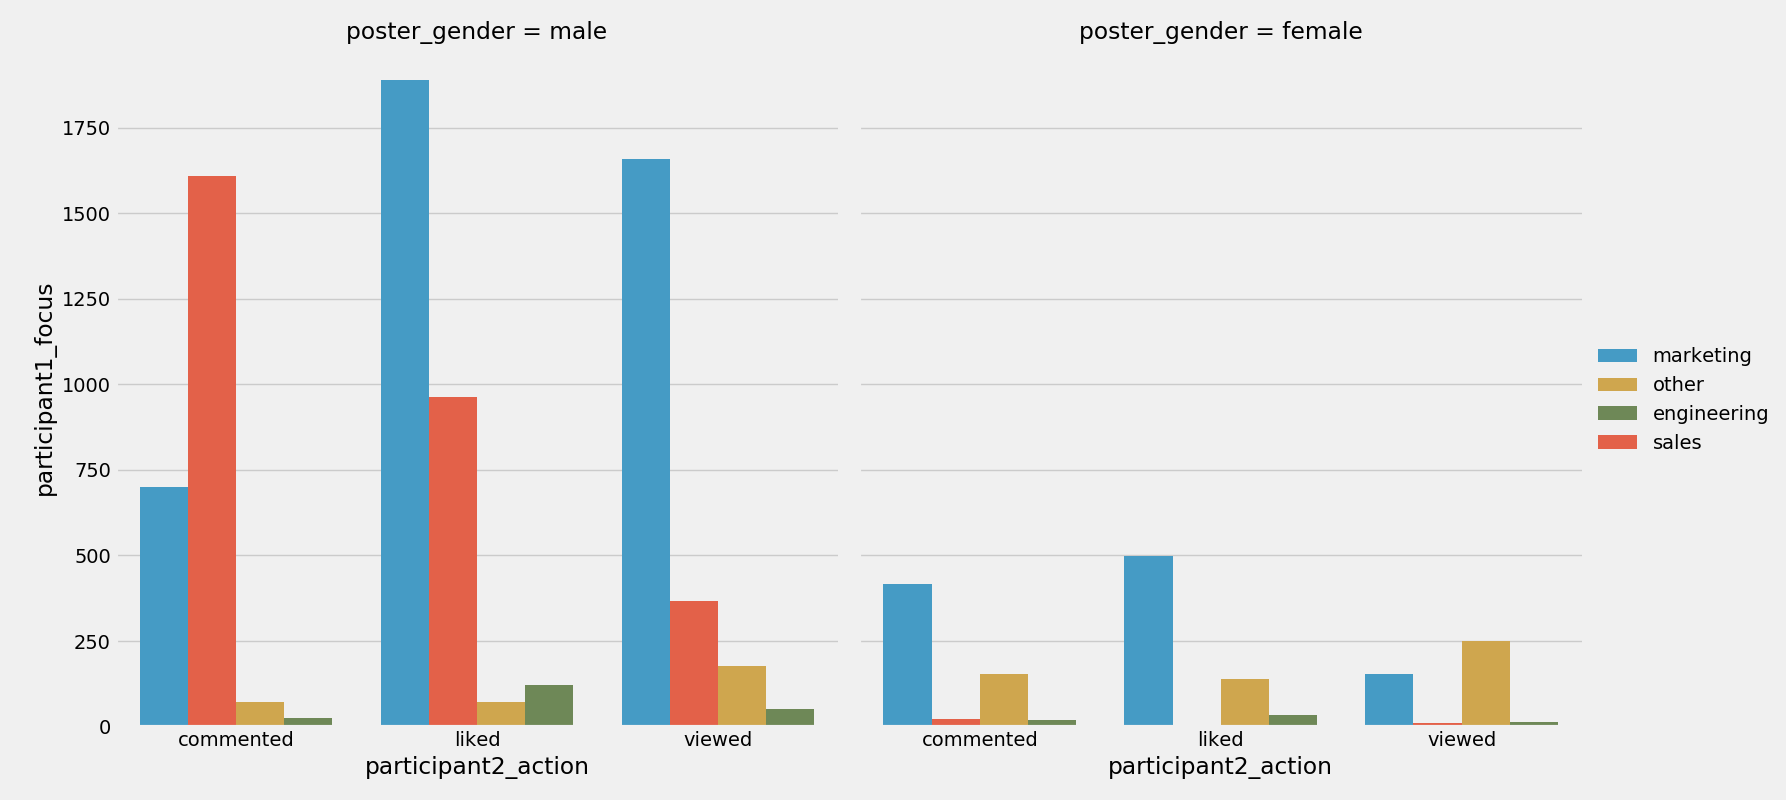 poster_gender = male
poster_gender = female
participant1_focus
1750
1500
1250
1000
750
500
250
0
commented
liked
viewed
participant2_action
commented
liked
viewed
participant2_action
marketing
other
engineering
sales